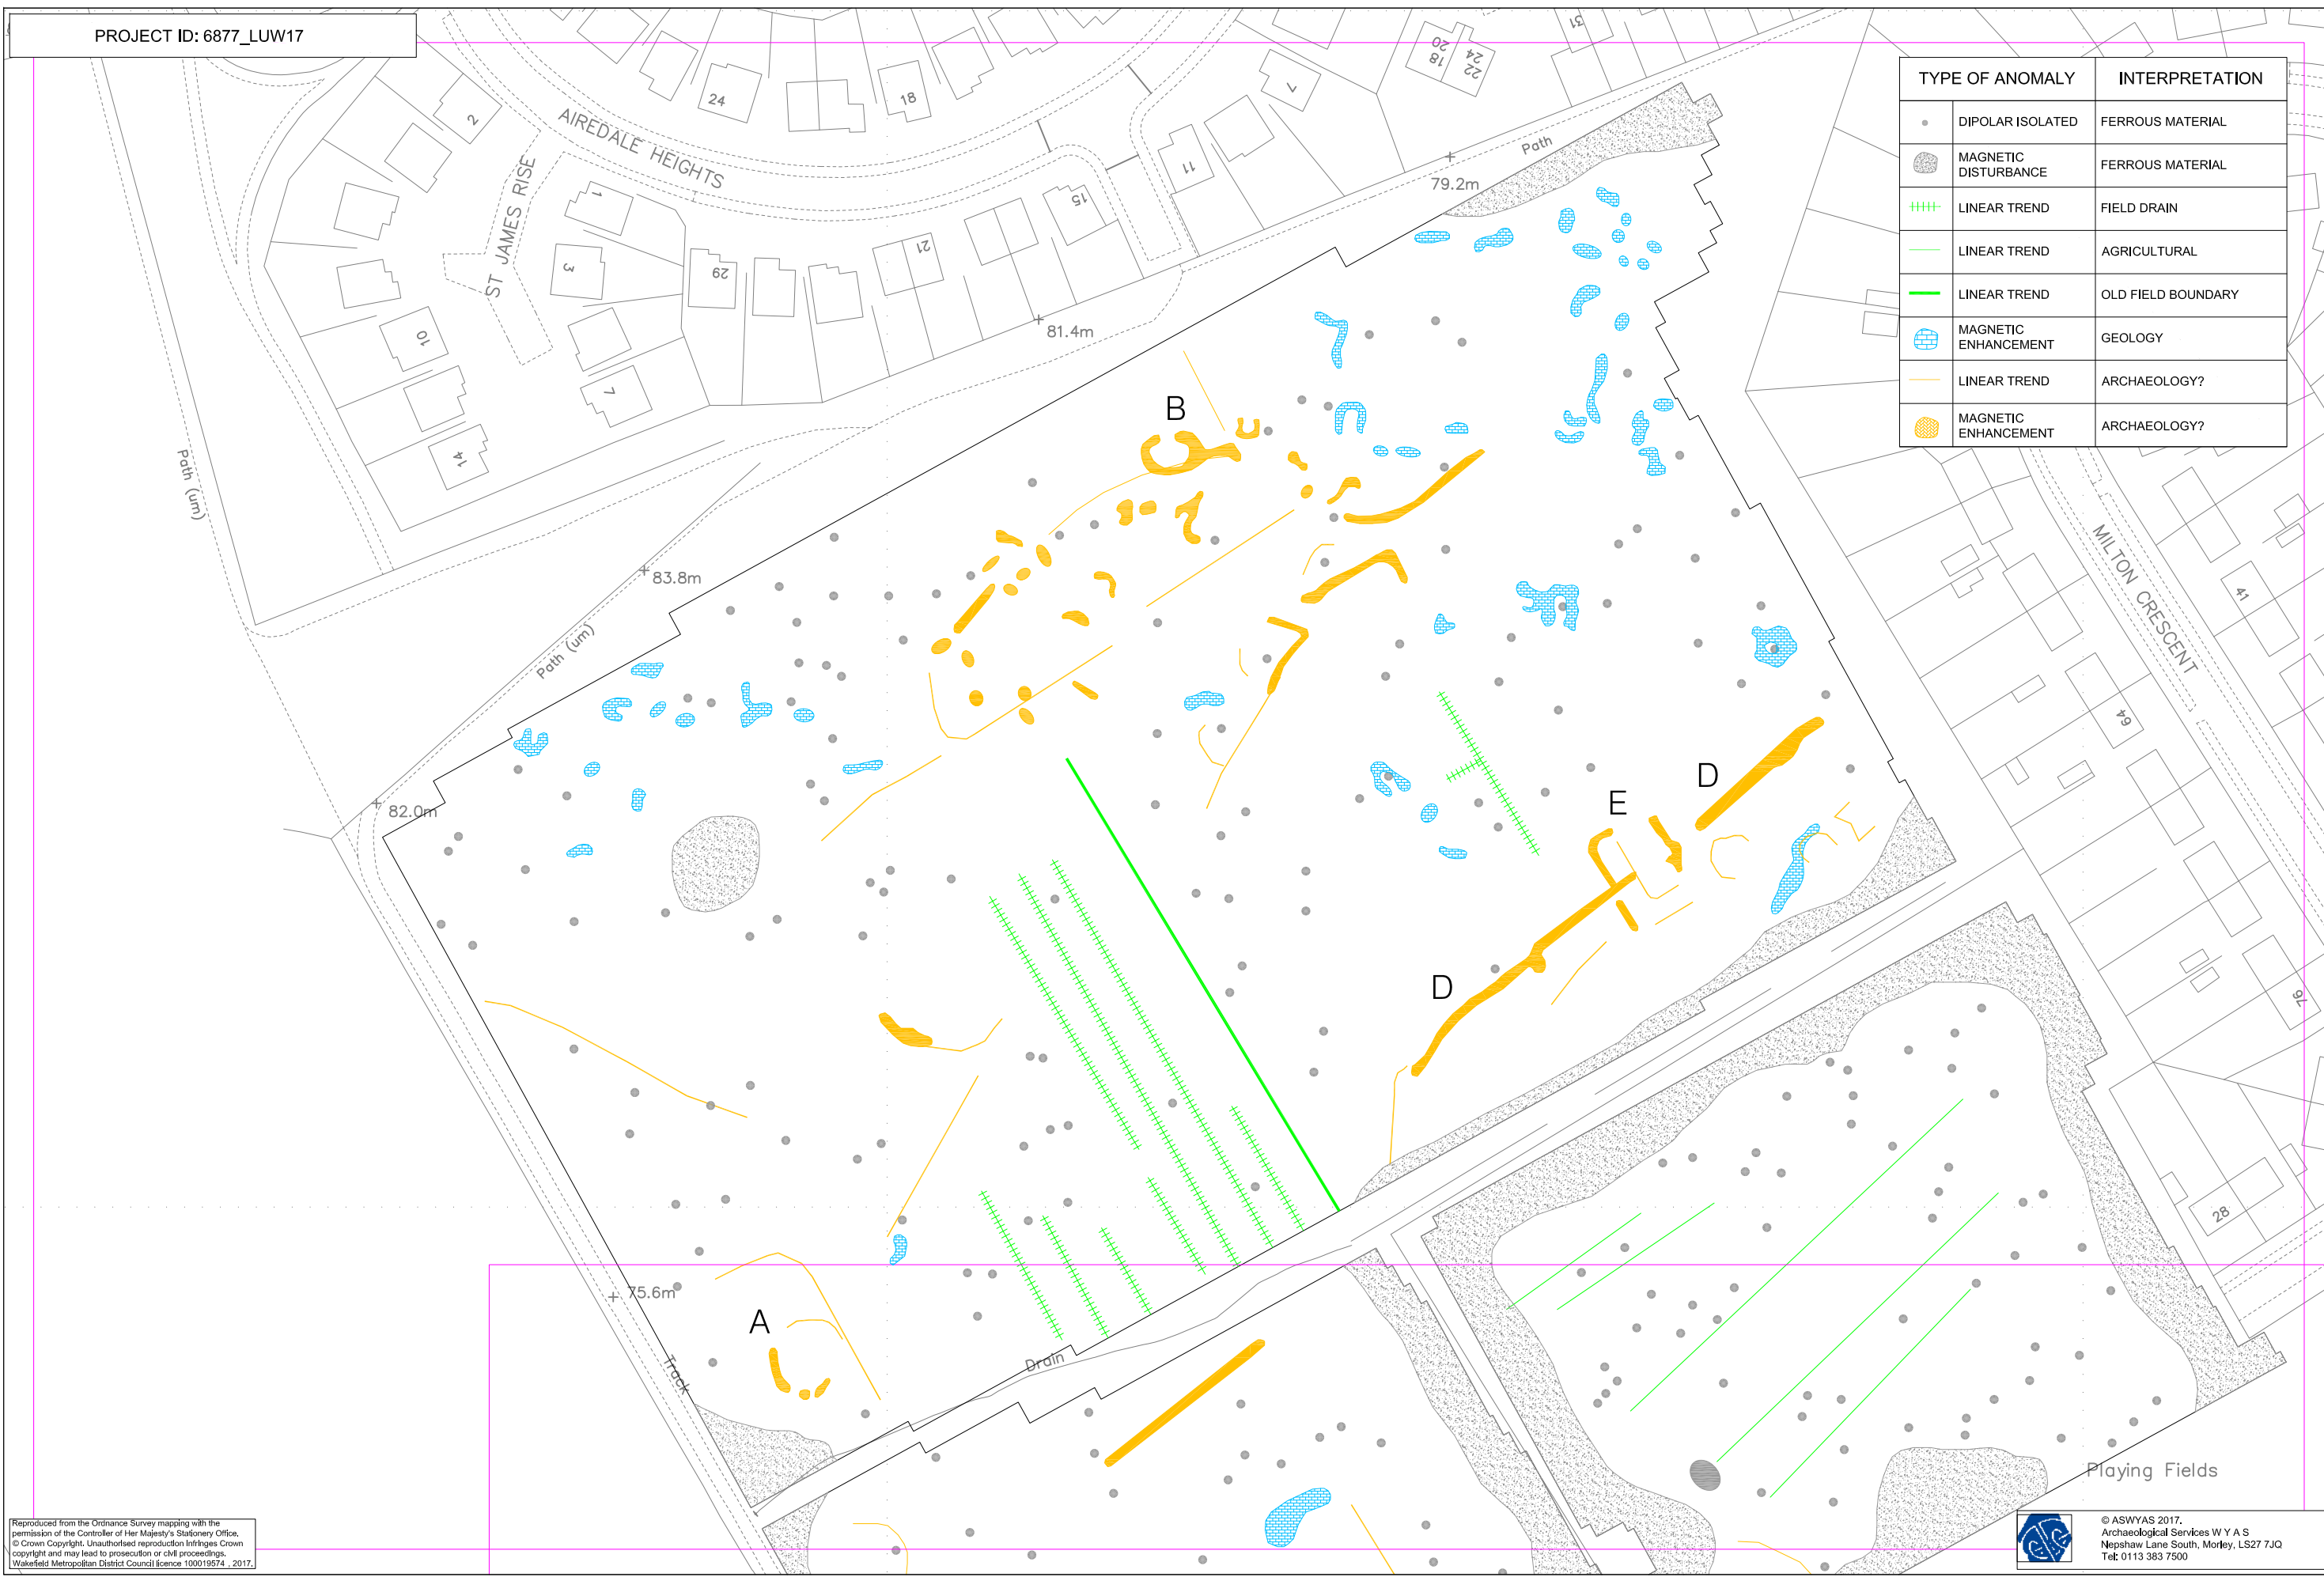 PROJECT ID: 6877_LUW17
TYPE OF ANOMALY INTERPRETATION
DIPOLAR ISOLATED FERROUS MATERIAL
MAGNETIC
DISTURBANCE FERROUS MATERIAL
LINEAR TREND FIELD DRAIN
LINEAR TREND AGRICULTURAL
LINEAR TREND OLD FIELD BOUNDARY
MAGNETIC
ENHANCEMENT GEOLOGY
LINEAR TREND ARCHAEOLOGY?
MAGNETIC
ENHANCEMENT ARCHAEOLOGY?
31
20
18
24
22
7
24
18
2
AIREDALE HEIGHTS
11
Path
79.2m
ST JAMES RISE
1
15
3
29
21
81.4m
10
7
14
Path (um)
B
83.8m
MILTON CRESCENT
41
Path (um)
64
82.0m
D
E
D
76
28
75.6m
A
Track
Drain
Playing Fields
Reproduced from the Ordnance Survey mapping with the
permission of the Controller of Her Majesty's Stationery Office,
© Crown Copyright. Unauthorised reproduction infringes Crown
copyright and may lead to prosecution or civil proceedings.
Wakefield Metropolitan District Council licence 100019574 , 2017.
© ASWYAS 2017.
Archaeological Services W Y A S
Nepshaw Lane South, Morley, LS27 7JQ
Tel: 0113 383 7500